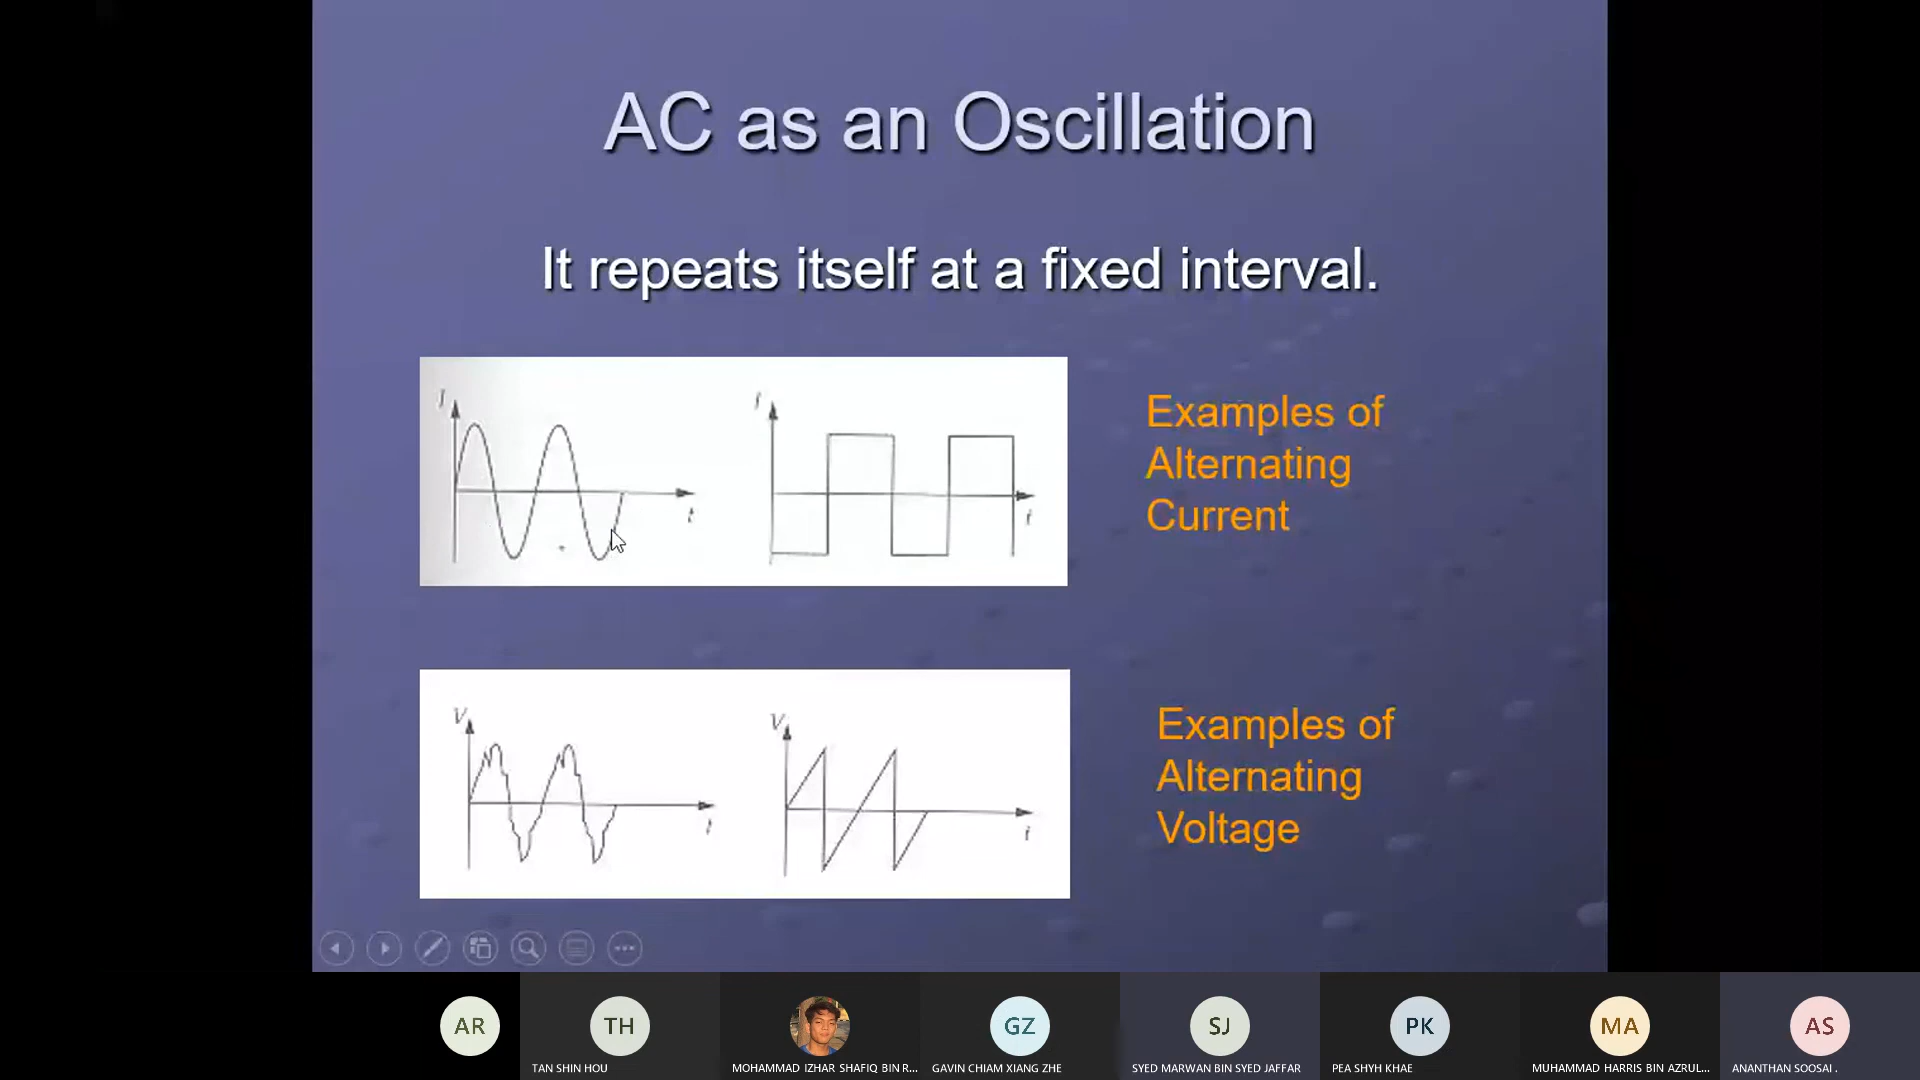 AC as an Oscillation
It repeats itself at a fixed interval.
I
t
I
t
Examples of
Alternating
Current
V
t
V
t
Examples of
Alternating
Voltage
AR
TH
GZ
SJ
PK
MA
AS
TAN SHIN HOU
MOHAMMAD IZHAR SHAFIQ BIN R...
GAVIN CHIAM XIANG ZHE
SYED MARWAN BIN SYED JAFFAR
PEA SHYH KHAE
MUHAMMAD HARRIS BIN AZRUL...
ANANTHAN SOOSAI .